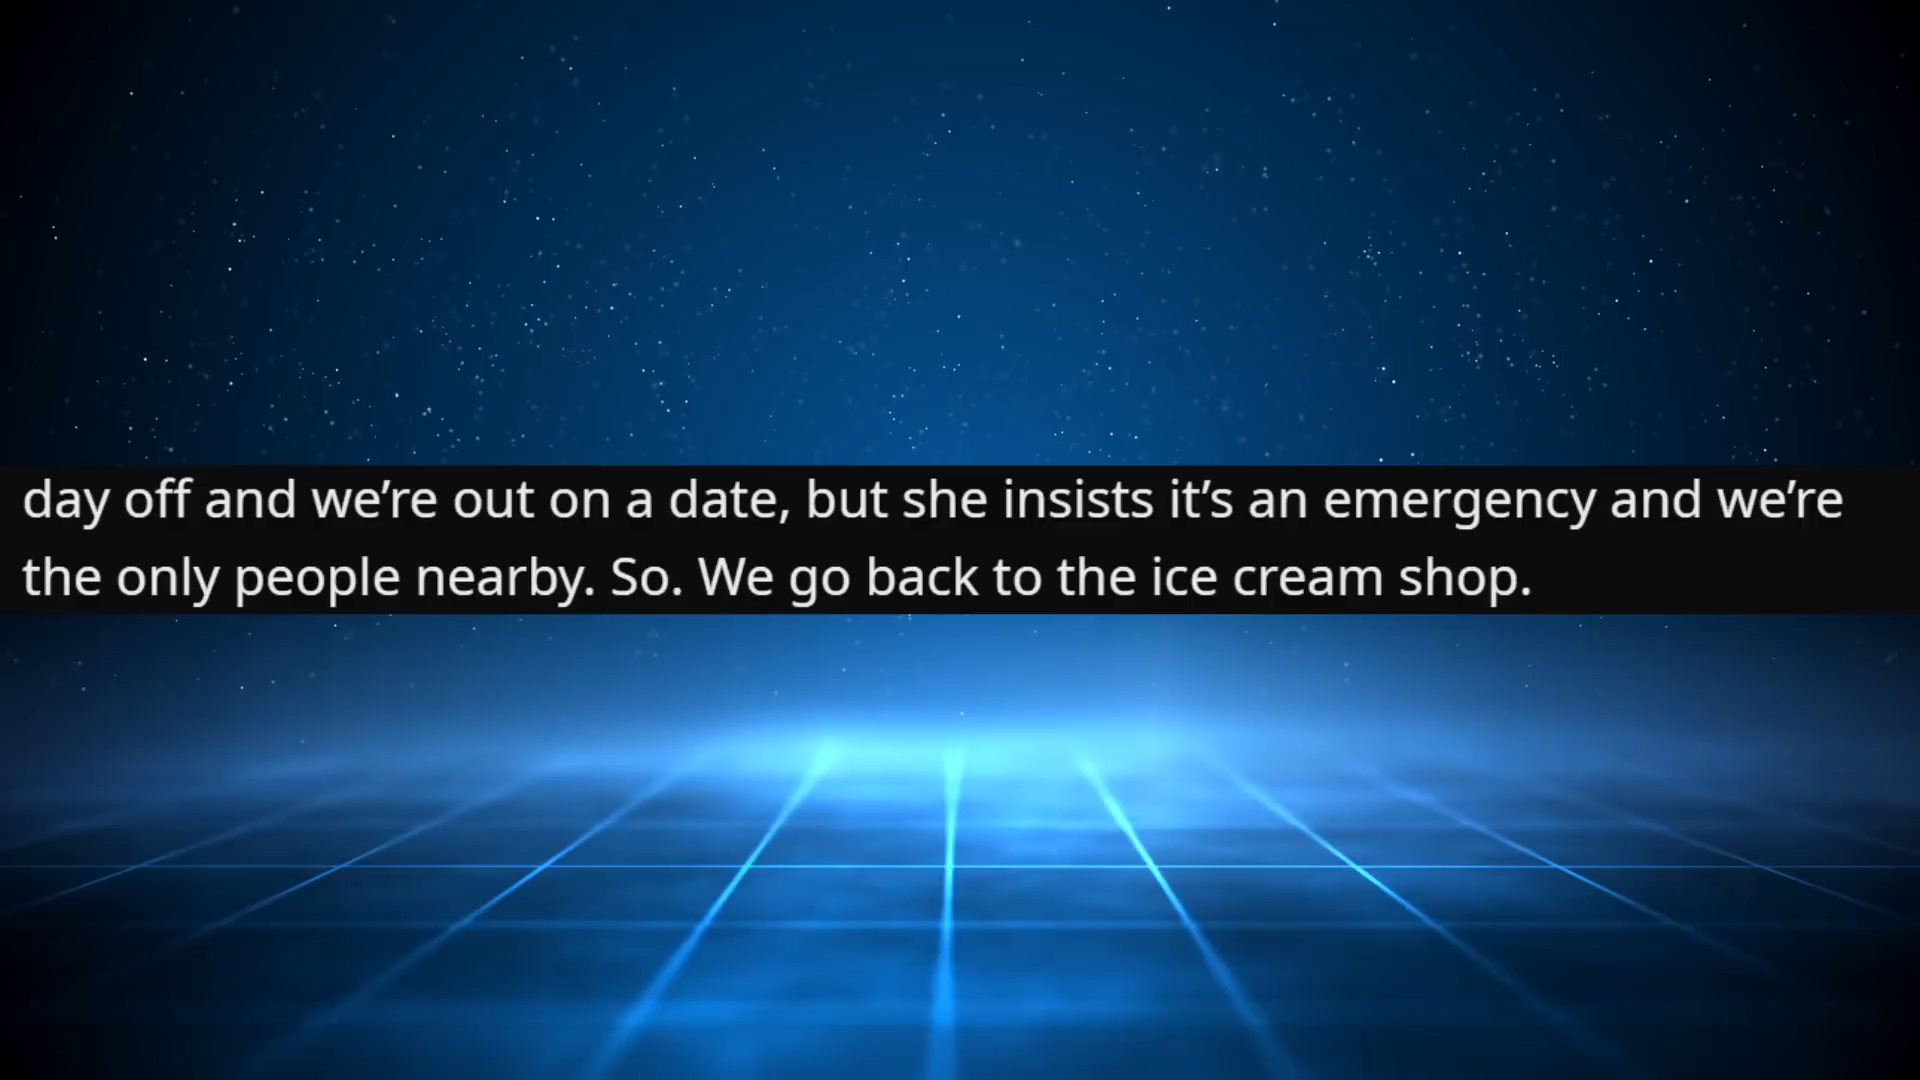 day off and we’re out on a date, but she insists it’s an emergency and we’re
the only people nearby. So. We go back to the ice cream shop.